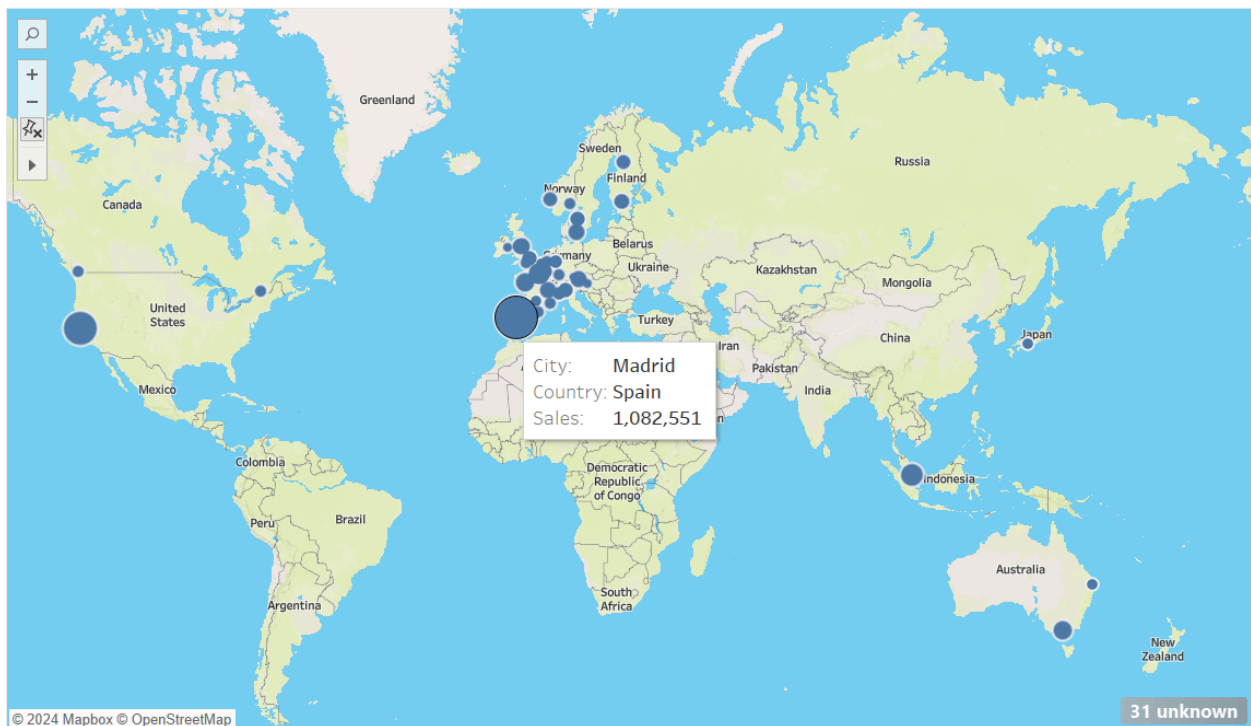 Greenland
Sweden
Finland
Norway
Russia
Canada
Belarus
Germany
Ukraine
Kazakhstan
Mongolia
United
States
Turkey
Japan
China
Iran
Pakistan
India
Mexico
City: Madrid
Country: Spain
Sales: 1,082,551
Colombia
Democratic
Republic
of Congo
Indonesia
Peru
Brazil
Australia
South
Africa
Argentina
New
Zealand
© 2024 Mapbox © OpenStreetMap
31 unknown